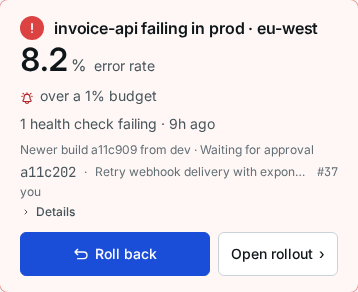 invoice-api failing in prod · eu-west
8.2 % error rate
over a 1% budget
1 health check failing · 9h ago
Newer build a11c909 from dev · Waiting for approval
a11c202 · Retry webhook delivery with expon... #37
you
› Details
Roll back
Open rollout ›